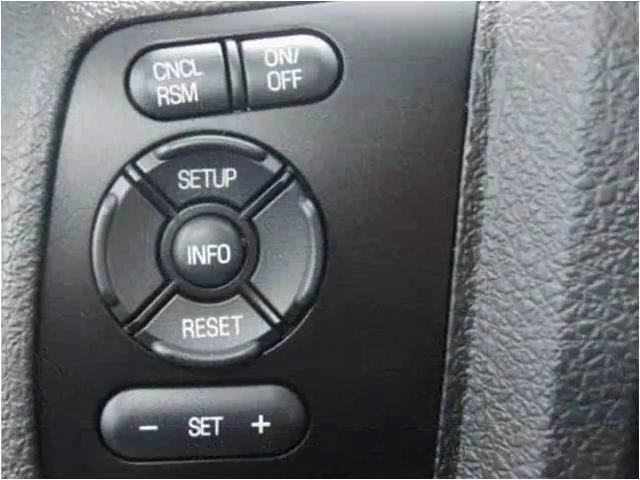 CNCL
RSM
ON/
OFF
SETUP
INFO
RESET
- SET +